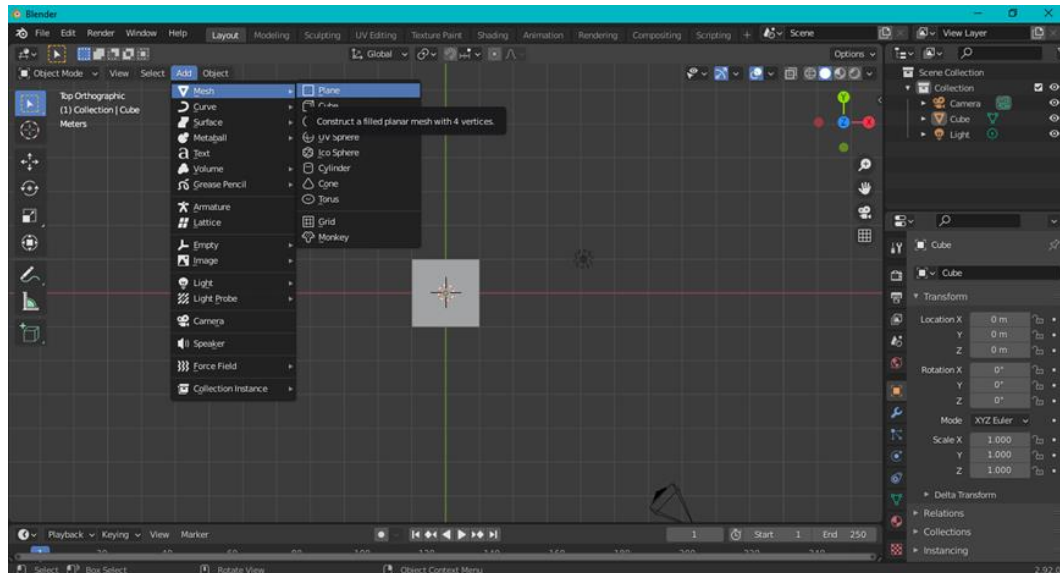 Blender
File Edit Render Window Help Layout Modeling Sculpting UV Editing Texture Paint Shading Animation Rendering Compositing Scripting + Scene View Layer
Global Options
Object Mode View Select Add Object
Scene Collection
Collection
Camera
Cube
Light
Top Orthographic
(1) Collection | Cube
Meters
Mesh
Curve
Surface
Metaball
Text
Volume
Grease Pencil
Armature
Lattice
Empty
Image
Light
Light Probe
Camera
Speaker
Force Field
Collection Instance
Plane
Cube
Construct a filled planar mesh with 4 vertices.
UV Sphere
Ico Sphere
Cylinder
Cone
Torus
Grid
Monkey
Y
Z
X
Cube
Cube
Transform
Location X 0 m
Y 0 m
Z 0 m
Rotation X 0°
Y 0°
Z 0°
Mode XYZ Euler
Scale X 1.000
Y 1.000
Z 1.000
Delta Transform
Relations
Collections
Instancing
Playback Keying View Marker 1 Start 1 End 250
Select Box Select Rotate View Object Context Menu 2.92.0